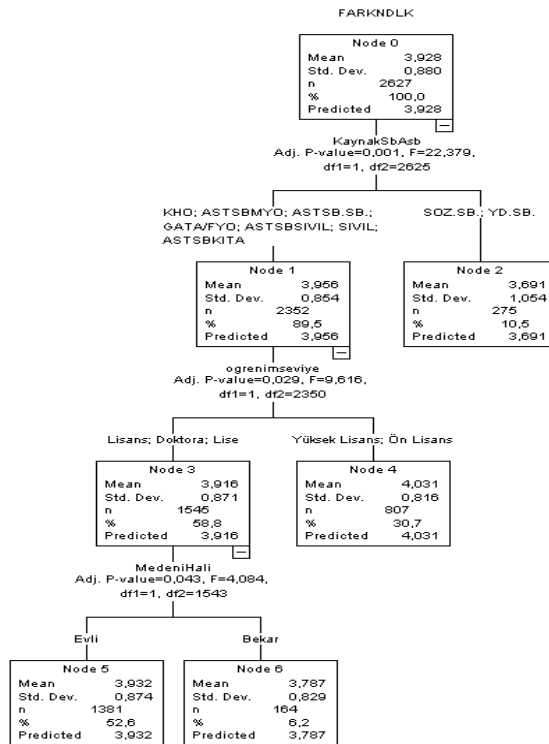 FARKNDLK
Node 0
Mean 3,928
Std. Dev. 0,880
n 2627
% 100,0
Predicted 3,928
KaynakSbAsb
Adj. P-value=0,001, F=22,379,
df1=1, df2=2625
KHO; ASTSBMYO; ASTSB.SB.;
GATA/FYO; ASTSBSIVIL; SIVIL;
ASTSBKITA
SOZ.SB.; YD.SB.
Node 1
Mean 3,956
Std. Dev. 0,854
n 2352
% 89,5
Predicted 3,956
Node 2
Mean 3,691
Std. Dev. 1,054
n 275
% 10,5
Predicted 3,691
ogrenimseviye
Adj. P-value=0,029, F=9,616,
df1=1, df2=2350
Lisans; Doktora; Lise
Yüksek Lisans; Ön Lisans
Node 3
Mean 3,916
Std. Dev. 0,871
n 1545
% 58,8
Predicted 3,916
Node 4
Mean 4,031
Std. Dev. 0,816
n 807
% 30,7
Predicted 4,031
MedeniHali
Adj. P-value=0,043, F=4,084,
df1=1, df2=1543
Evli
Bekar
Node 5
Mean 3,932
Std. Dev. 0,874
n 1381
% 52,6
Predicted 3,932
Node 6
Mean 3,787
Std. Dev. 0,829
n 164
% 6,2
Predicted 3,787